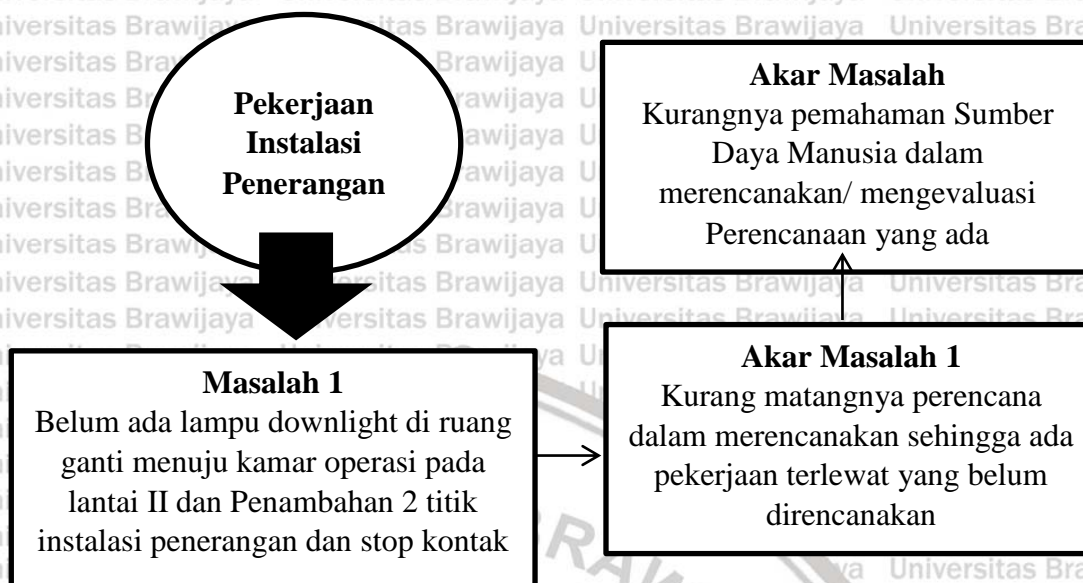 Pekerjaan
Instalasi
Penerangan
Masalah 1
Belum ada lampu downlight di ruang
ganti menuju kamar operasi pada
lantai II dan Penambahan 2 titik
instalasi penerangan dan stop kontak
Akar Masalah 1
Kurang matangnya perencana
dalam merencanakan sehingga ada
pekerjaan terlewat yang belum
direncanakan
Akar Masalah
Kurangnya pemahaman Sumber
Daya Manusia dalam
merencanakan/ mengevaluasi
Perencanaan yang ada
Universitas Brawijaya